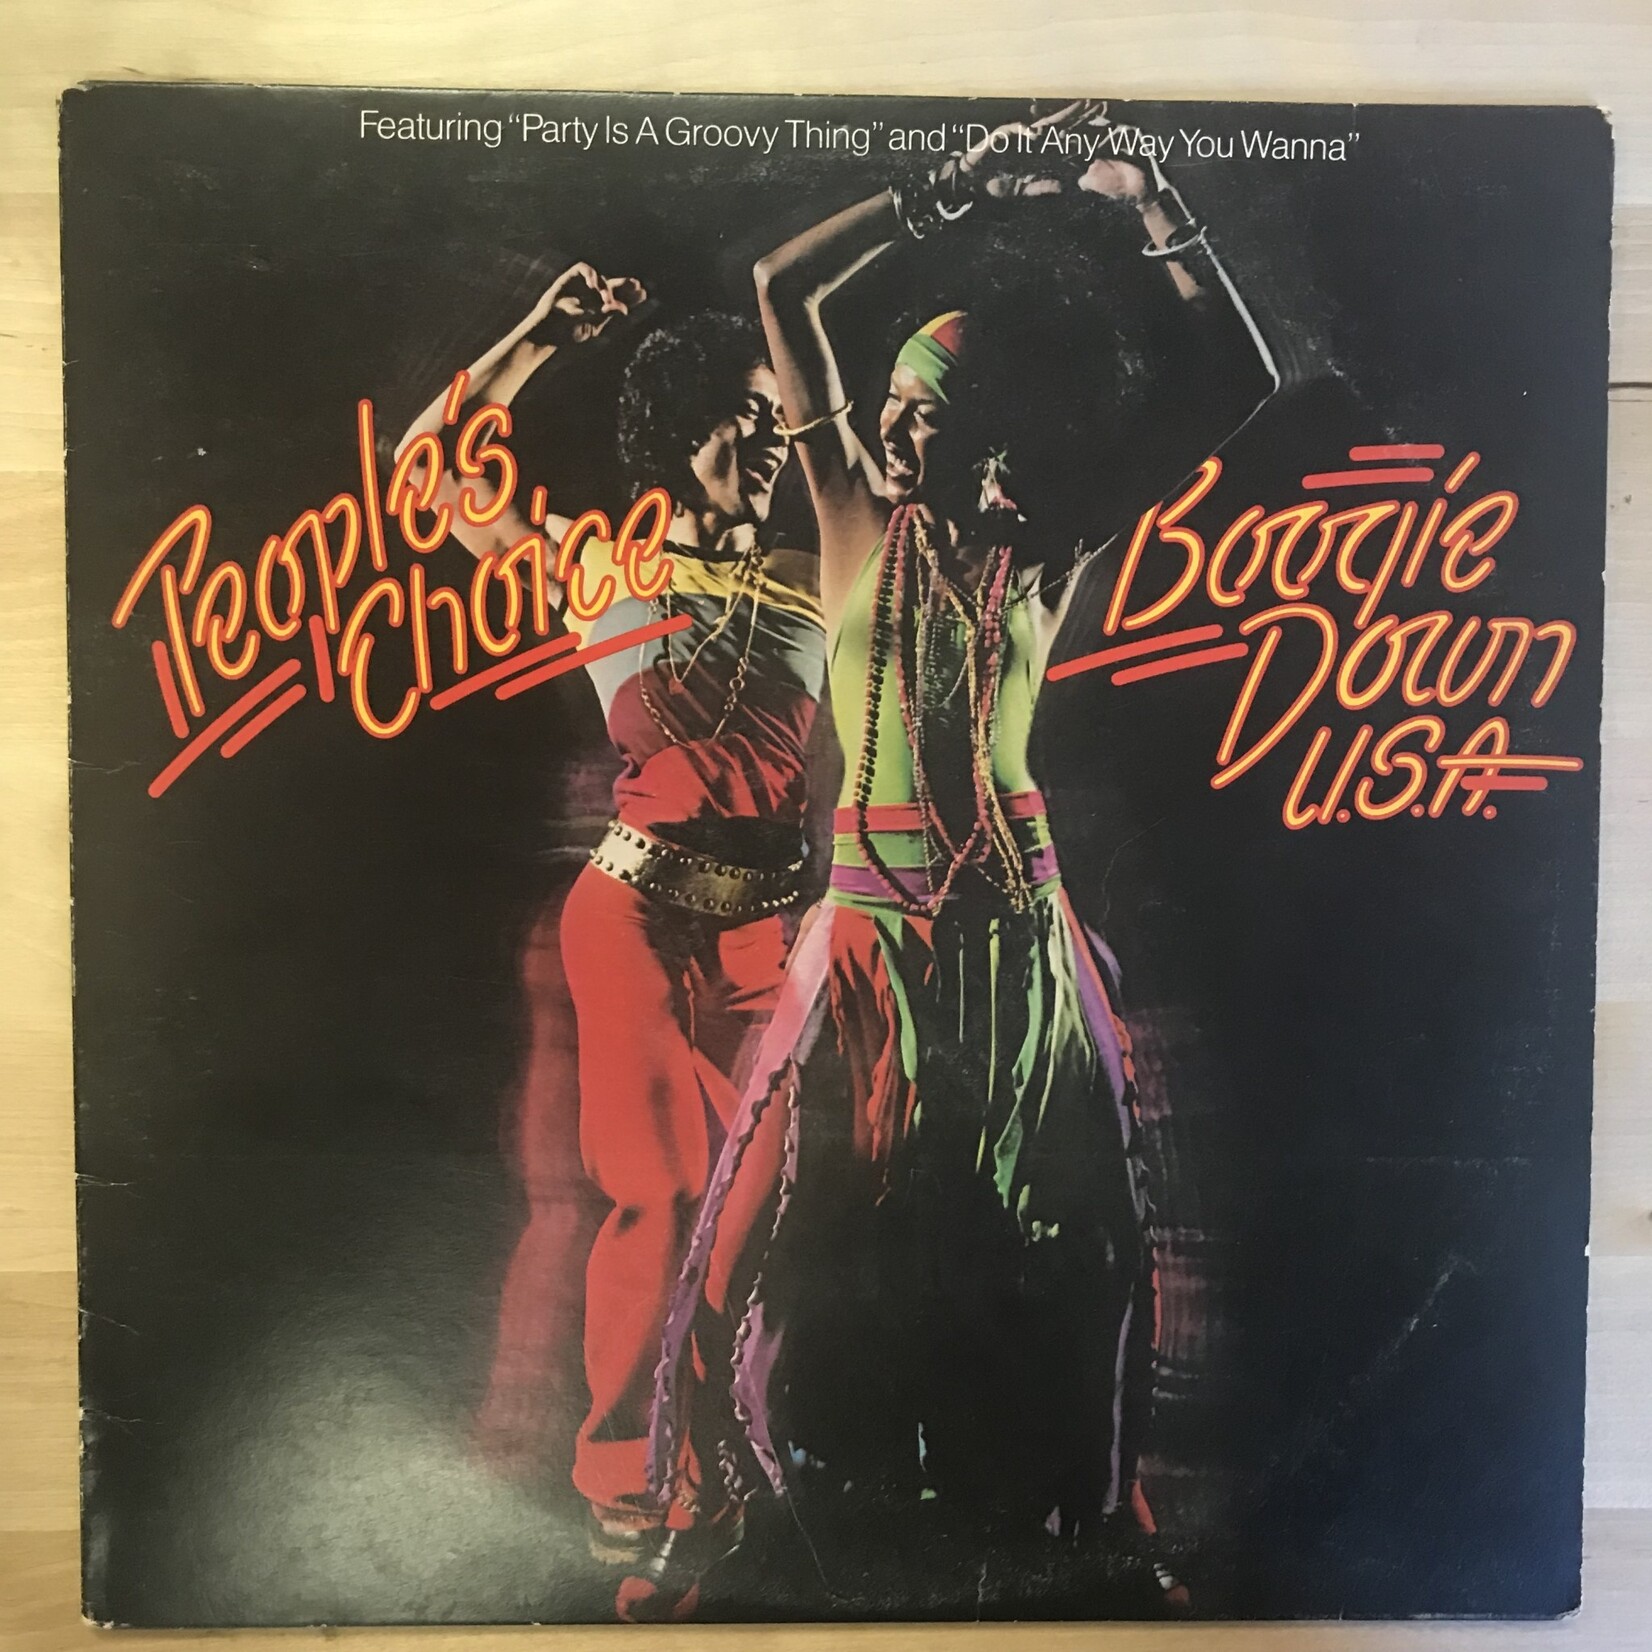 Featuring “Party Is A Groovy Thing” and “Do It Any Way You Wanna”
People's
Choice
Boogie
Down
U.S.A.